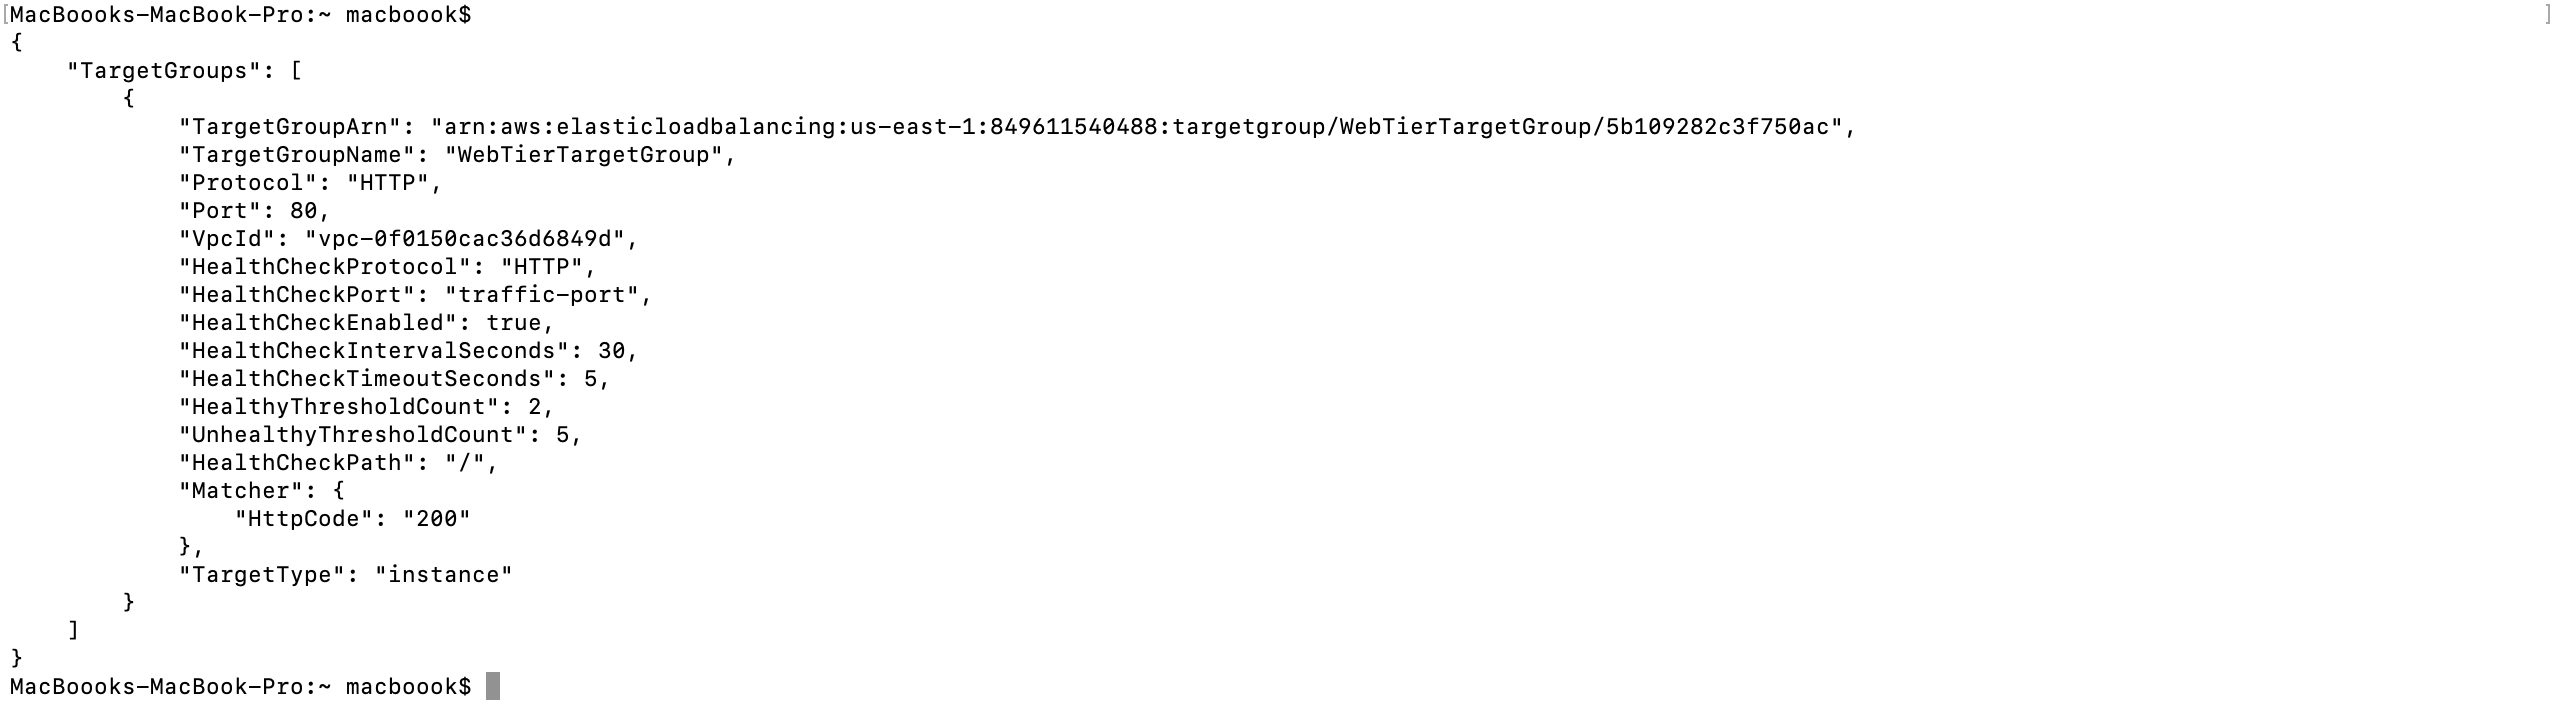 [MacBoooks-MacBook-Pro:~ macboook$ ]
{
    "TargetGroups": [
        {
            "TargetGroupArn": "arn:aws:elasticloadbalancing:us-east-1:849611540488:targetgroup/WebTierTargetGroup/5b109282c3f750ac",
            "TargetGroupName": "WebTierTargetGroup",
            "Protocol": "HTTP",
            "Port": 80,
            "VpcId": "vpc-0f0150cac36d6849d",
            "HealthCheckProtocol": "HTTP",
            "HealthCheckPort": "traffic-port",
            "HealthCheckEnabled": true,
            "HealthCheckIntervalSeconds": 30,
            "HealthCheckTimeoutSeconds": 5,
            "HealthyThresholdCount": 2,
            "UnhealthyThresholdCount": 5,
            "HealthCheckPath": "/",
            "Matcher": {
                "HttpCode": "200"
            },
            "TargetType": "instance"
        }
    ]
}
MacBoooks-MacBook-Pro:~ macboook$